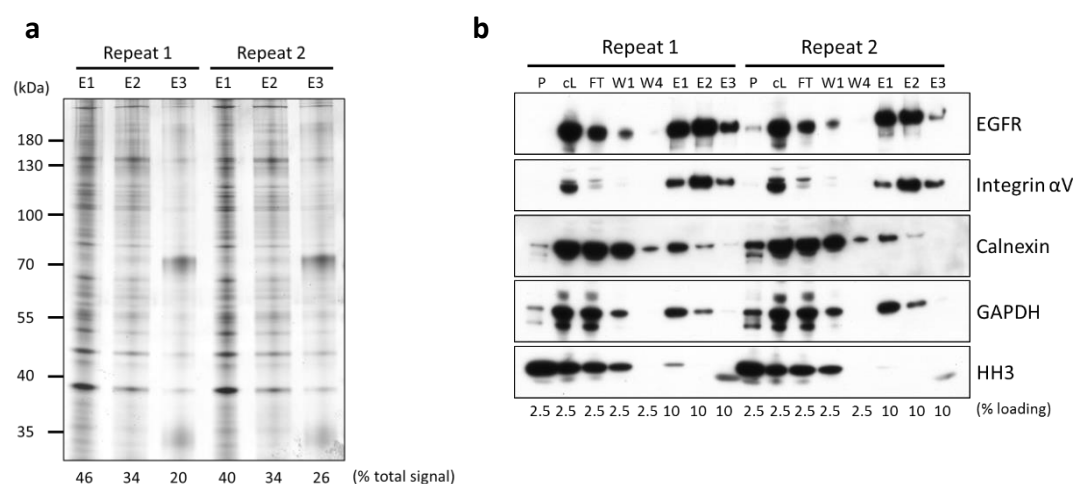 a
Repeat 1 Repeat 2
(kDa) E1 E2 E3 E1 E2 E3
180
130
100
70
55
40
35
46 34 20 40 34 26 (% total signal)
b
Repeat 1 Repeat 2
P cL FT W1 W4 E1 E2 E3 P cL FT W1 W4 E1 E2 E3
EGFR
Integrin αV
Calnexin
GAPDH
HH3
2.5 2.5 2.5 2.5 2.5 10 10 10 2.5 2.5 2.5 2.5 2.5 10 10 10 (% loading)